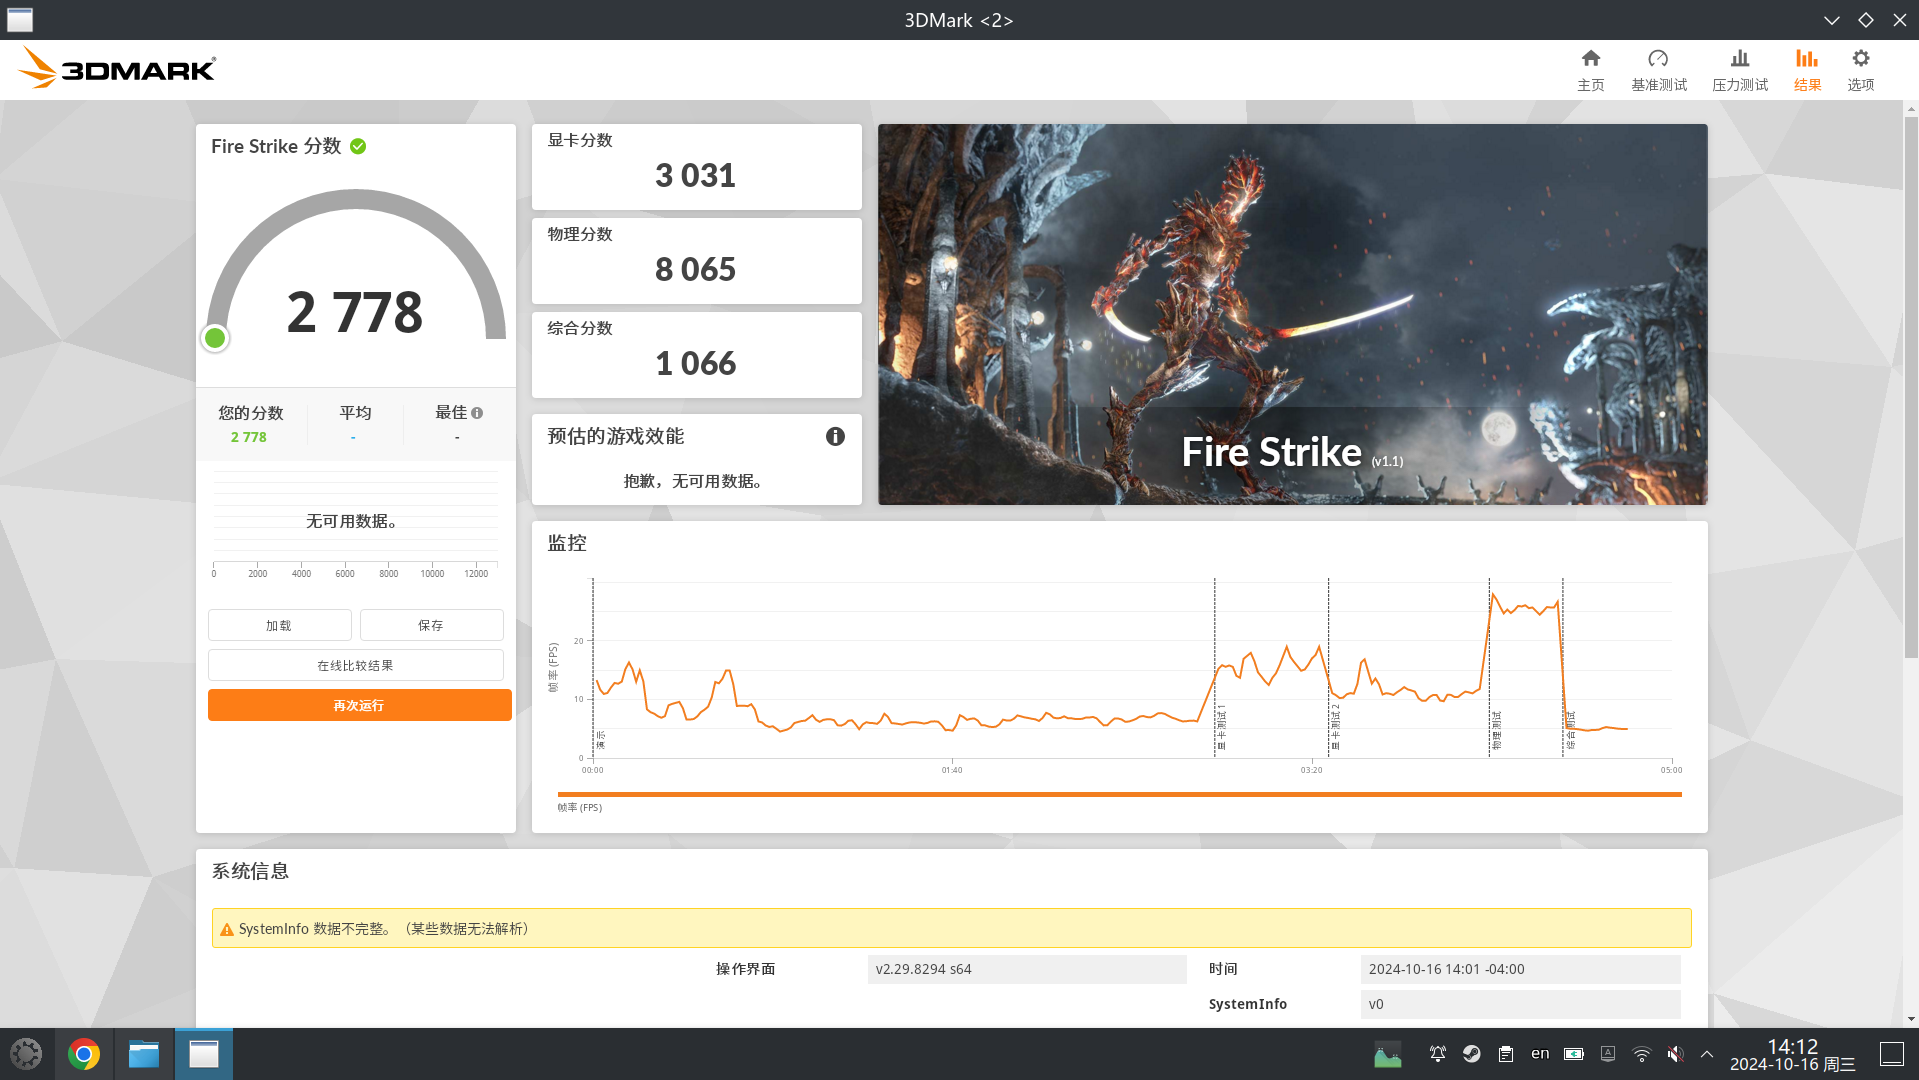 3DMark <2>
3DMARK
主页
基准测试
压力测试
结果
选项
Fire Strike 分数
2 778
您的分数
平均
最佳
2 778
-
-
无可用数据。
0 2000 4000 6000 8000 10000 12000
加载
保存
在线比较结果
再次运行
显卡分数
3 031
物理分数
8 065
综合分数
1 066
预估的游戏效能
抱歉，无可用数据。
Fire Strike (v1.1)
监控
帧率 (FPS)
20
10
0
演示
显卡测试 1
显卡测试 2
物理测试
综合测试
00:00 01:40 03:20 05:00
帧率 (FPS)
系统信息
SystemInfo 数据不完整。（某些数据无法解析）
操作界面
v2.29.8294 s64
时间
2024-10-16 14:01 -04:00
SystemInfo
v0
en
A
14:12
2024-10-16 周三